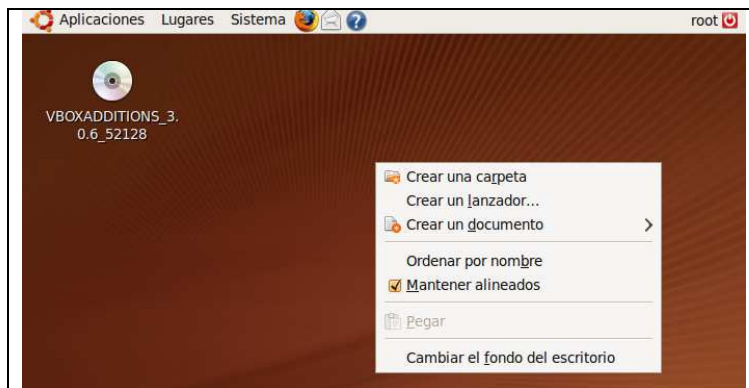 Aplicaciones Lugares Sistema root
VBOXADDITIONS_3.
0.6_52128
Crear una carpeta
Crear un lanzador...
Crear un documento
Ordenar por nombre
Mantener alineados
Pegar
Cambiar el fondo del escritorio